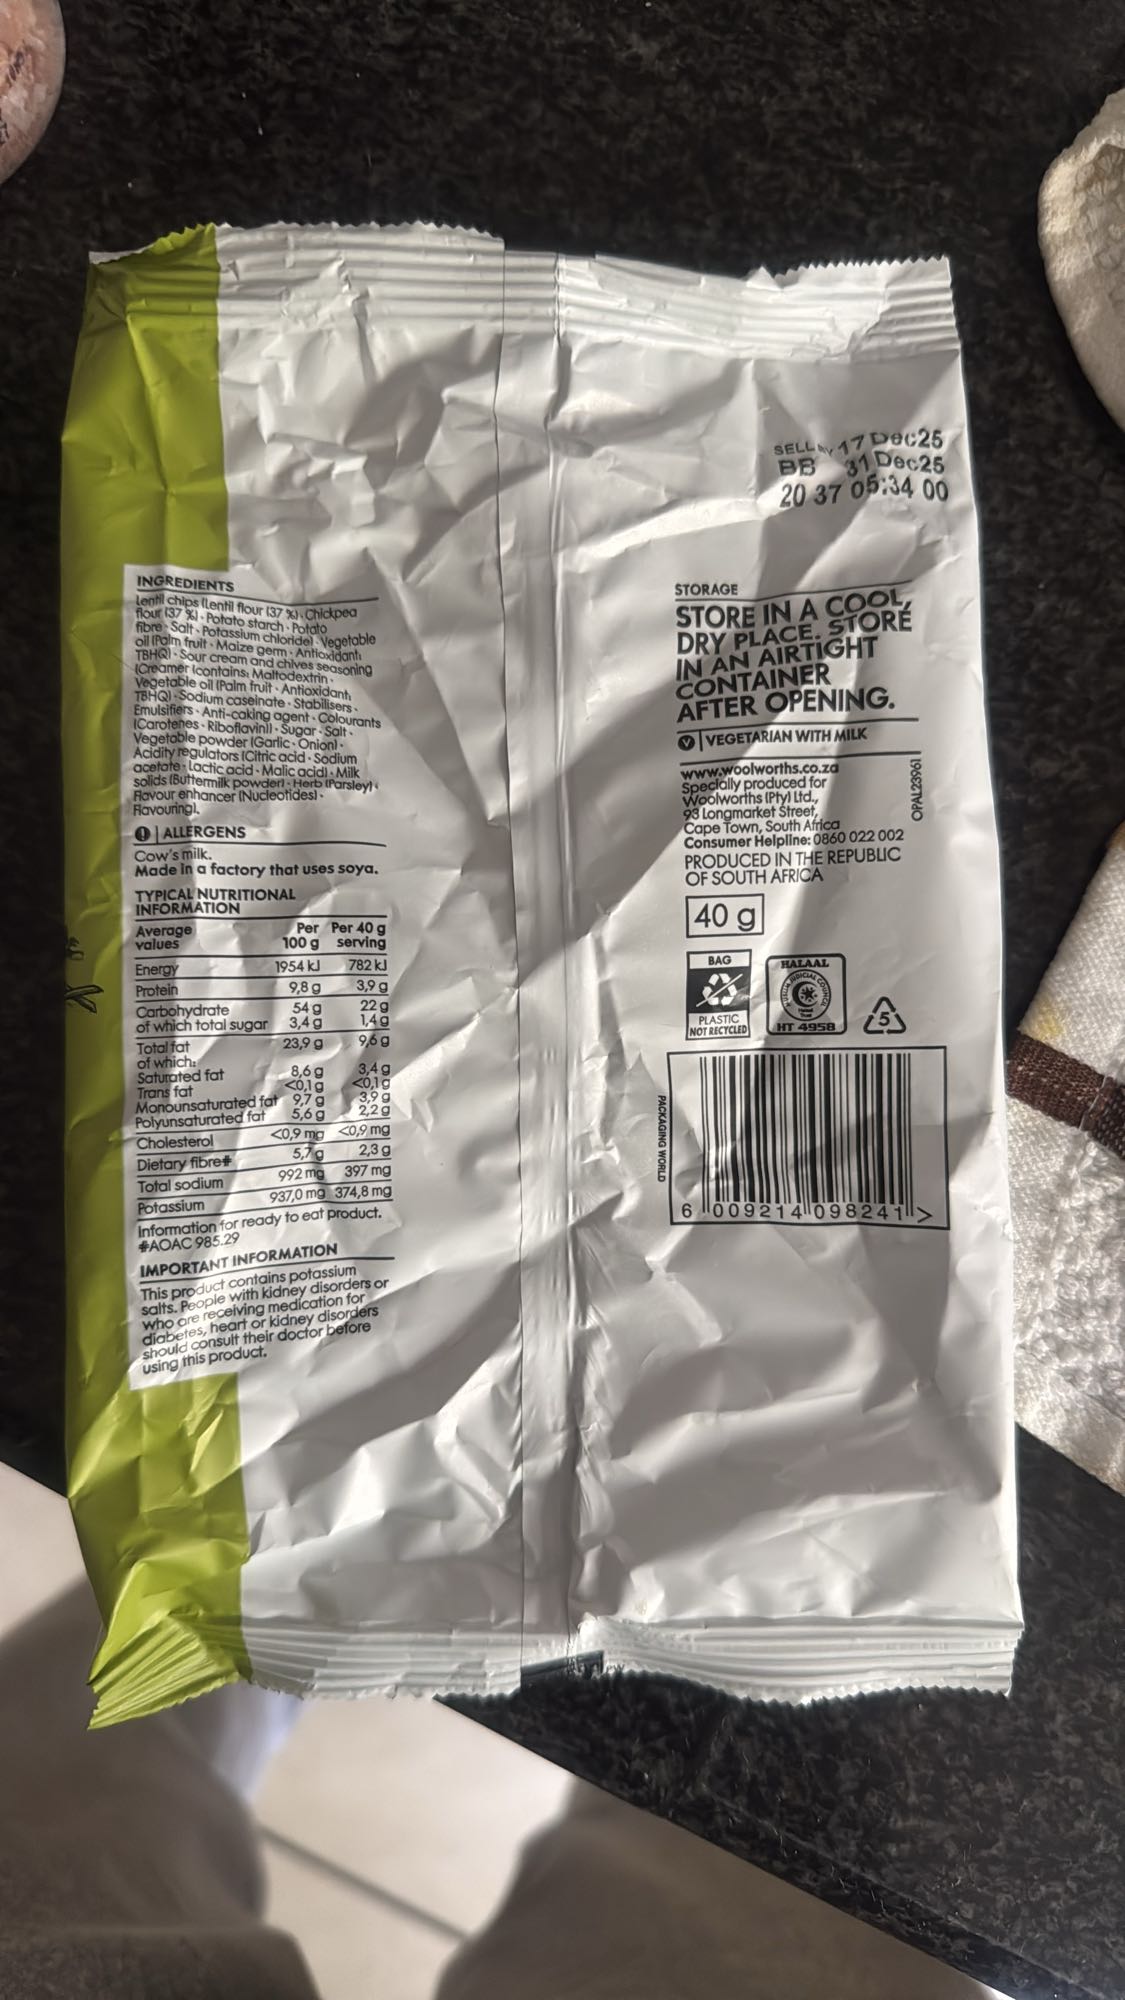 SELL BY 17 Dec25
BB 31 Dec25
20 37 05:34 00
INGREDIENTS
Lentil chips (Lentil flour (37 %) • Chickpea
flour (37 %) • Potato starch • Potato
fibre • Salt • Potassium chloride) • Vegetable
oil (Palm fruit • Maize germ • Antioxidant:
TBHQ) • Sour cream and chives seasoning
(Creamer (contains: Maltodextrin •
Vegetable oil (Palm fruit • Antioxidant:
TBHQ) • Sodium caseinate • Stabilisers •
Emulsifiers • Anti-caking agent • Colourants
(Carotenes • Riboflavin)) • Sugar • Salt •
Vegetable powder (Garlic • Onion) •
Acidity regulators (Citric acid • Sodium
acetate • Lactic acid • Malic acid) • Milk
solids (Buttermilk powder) • Herb (Parsley) •
Flavour enhancer (Nucleotides) •
Flavouring).
ALLERGENS
Cow's milk.
Made in a factory that uses soya.
TYPICAL NUTRITIONAL
INFORMATION
Average values Per 100 g Per 40 g serving
Energy 1954 kJ 782 kJ
Protein 9,8 g 3,9 g
Carbohydrate 54 g 22 g
of which total sugar 3,4 g 1,4 g
Total fat 23,9 g 9,6 g
of which:
Saturated fat 8,6 g 3,4 g
Trans fat <0,1 g <0,1 g
Monounsaturated fat 9,7 g 3,9 g
Polyunsaturated fat 5,6 g 2,2 g
Cholesterol <0,9 mg <0,9 mg
Dietary fibre# 5,7 g 2,3 g
Total sodium 992 mg 397 mg
Potassium 937,0 mg 374,8 mg
Information for ready to eat product.
#AOAC 985.29
IMPORTANT INFORMATION
This product contains potassium
salts. People with kidney disorders or
who are receiving medication for
diabetes, heart or kidney disorders
should consult their doctor before
using this product.
STORAGE
STORE IN A COOL,
DRY PLACE. STORE
IN AN AIRTIGHT
CONTAINER
AFTER OPENING.
V VEGETARIAN WITH MILK
www.woolworths.co.za
Specially produced for
Woolworths (Pty) Ltd.,
93 Longmarket Street,
Cape Town, South Africa
Consumer Helpline: 0860 022 002
PRODUCED IN THE REPUBLIC
OF SOUTH AFRICA
OPAL23961
40 g
BAG
PLASTIC
NOT RECYCLED
HALAAL
MUSLIM JUDICIAL COUNCIL
HT 4958
5
PACKAGING WORLD
6 009214 098241 >